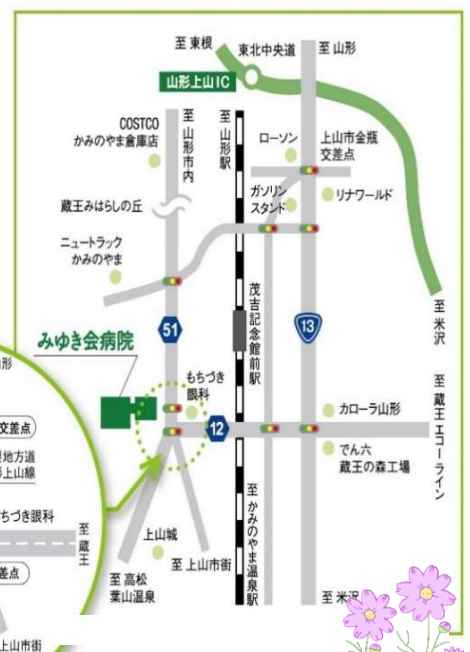 至 東根
東北中央道
至 山形
山形上山IC
COSTCO
かみのやま倉庫店
至 山形市内
至 山形駅
ローソン
上山市金瓶
交差点
ガソリン
スタンド
リナワールド
蔵王みはらしの丘
ニュートラック
かみのやま
51
茂吉記念館前駅
13
至 米沢
みゆき会病院
もちづき
眼科
12
カローラ山形
至 蔵王エコーライン
でん六
蔵王の森工場
上山城
至 高松
葉山温泉
至 上山市街
至 かみのやま温泉駅
至 米沢
形
交差点
地方道
形上山線
ちづき眼科
至 蔵王
差点
上山市街